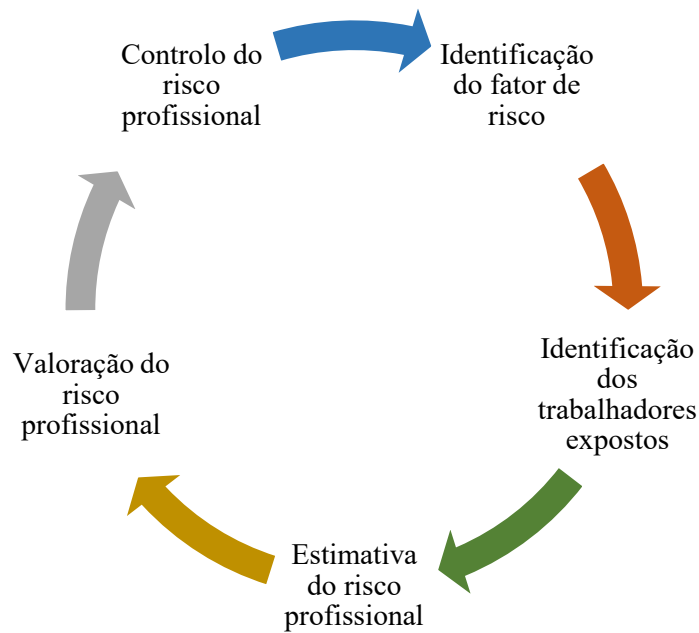 Controlo do
risco
profissional
Identificação
do fator de
risco
Identificação
dos
trabalhadores
expostos
Estimativa
do risco
profissional
Valoração do
risco
profissional